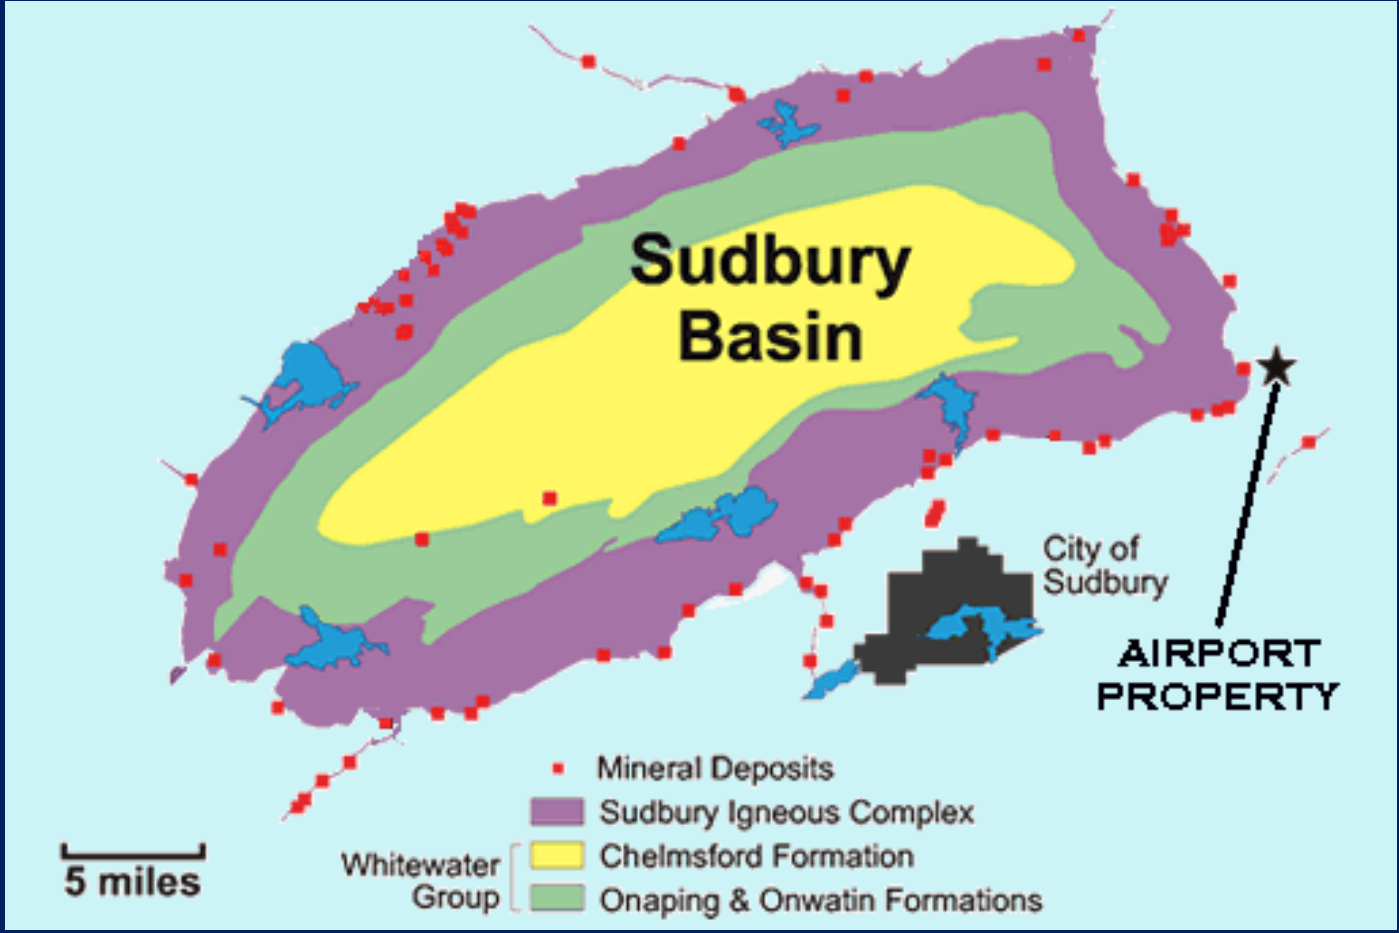 Sudbury
Basin
City of
Sudbury
AIRPORT
PROPERTY
Mineral Deposits
Sudbury Igneous Complex
Whitewater
Group
Chelmsford Formation
Onaping & Onwatin Formations
5 miles